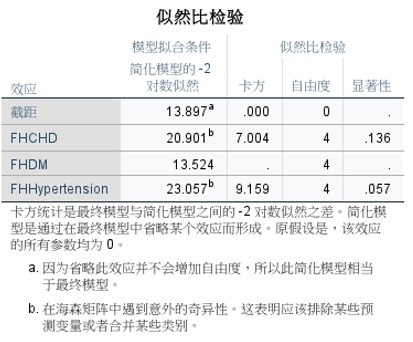 似然比检验
模型拟合条件 似然比检验
效应 简化模型的 -2 对数似然 卡方 自由度 显著性
截距 13.897a .000 0 .
FHCHD 20.901b 7.004 4 .136
FHDM 13.524 . 4 .
FHHypertension 23.057b 9.159 4 .057
卡方统计是最终模型与简化模型之间的 -2 对数似然之差。简化模
型是通过在最终模型中省略某个效应而形成。原假设是，该效应
的所有参数均为 0。
a. 因为省略此效应并不会增加自由度，所以此简化模型相当
于最终模型。
b. 在海森矩阵中遇到意外的奇异性。这表明应该排除某些预
测变量或者合并某些类别。